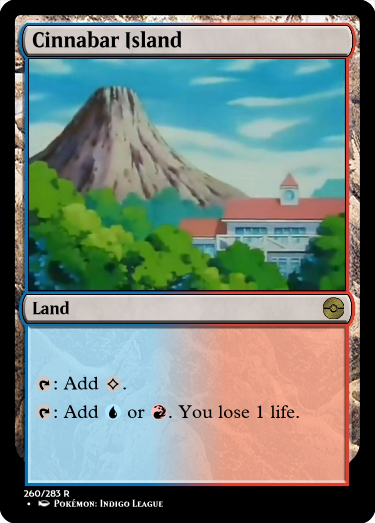 Cinnabar Island
Land
: Add .
: Add or . You lose 1 life.
260/283 R
• Pokémon: Indigo League